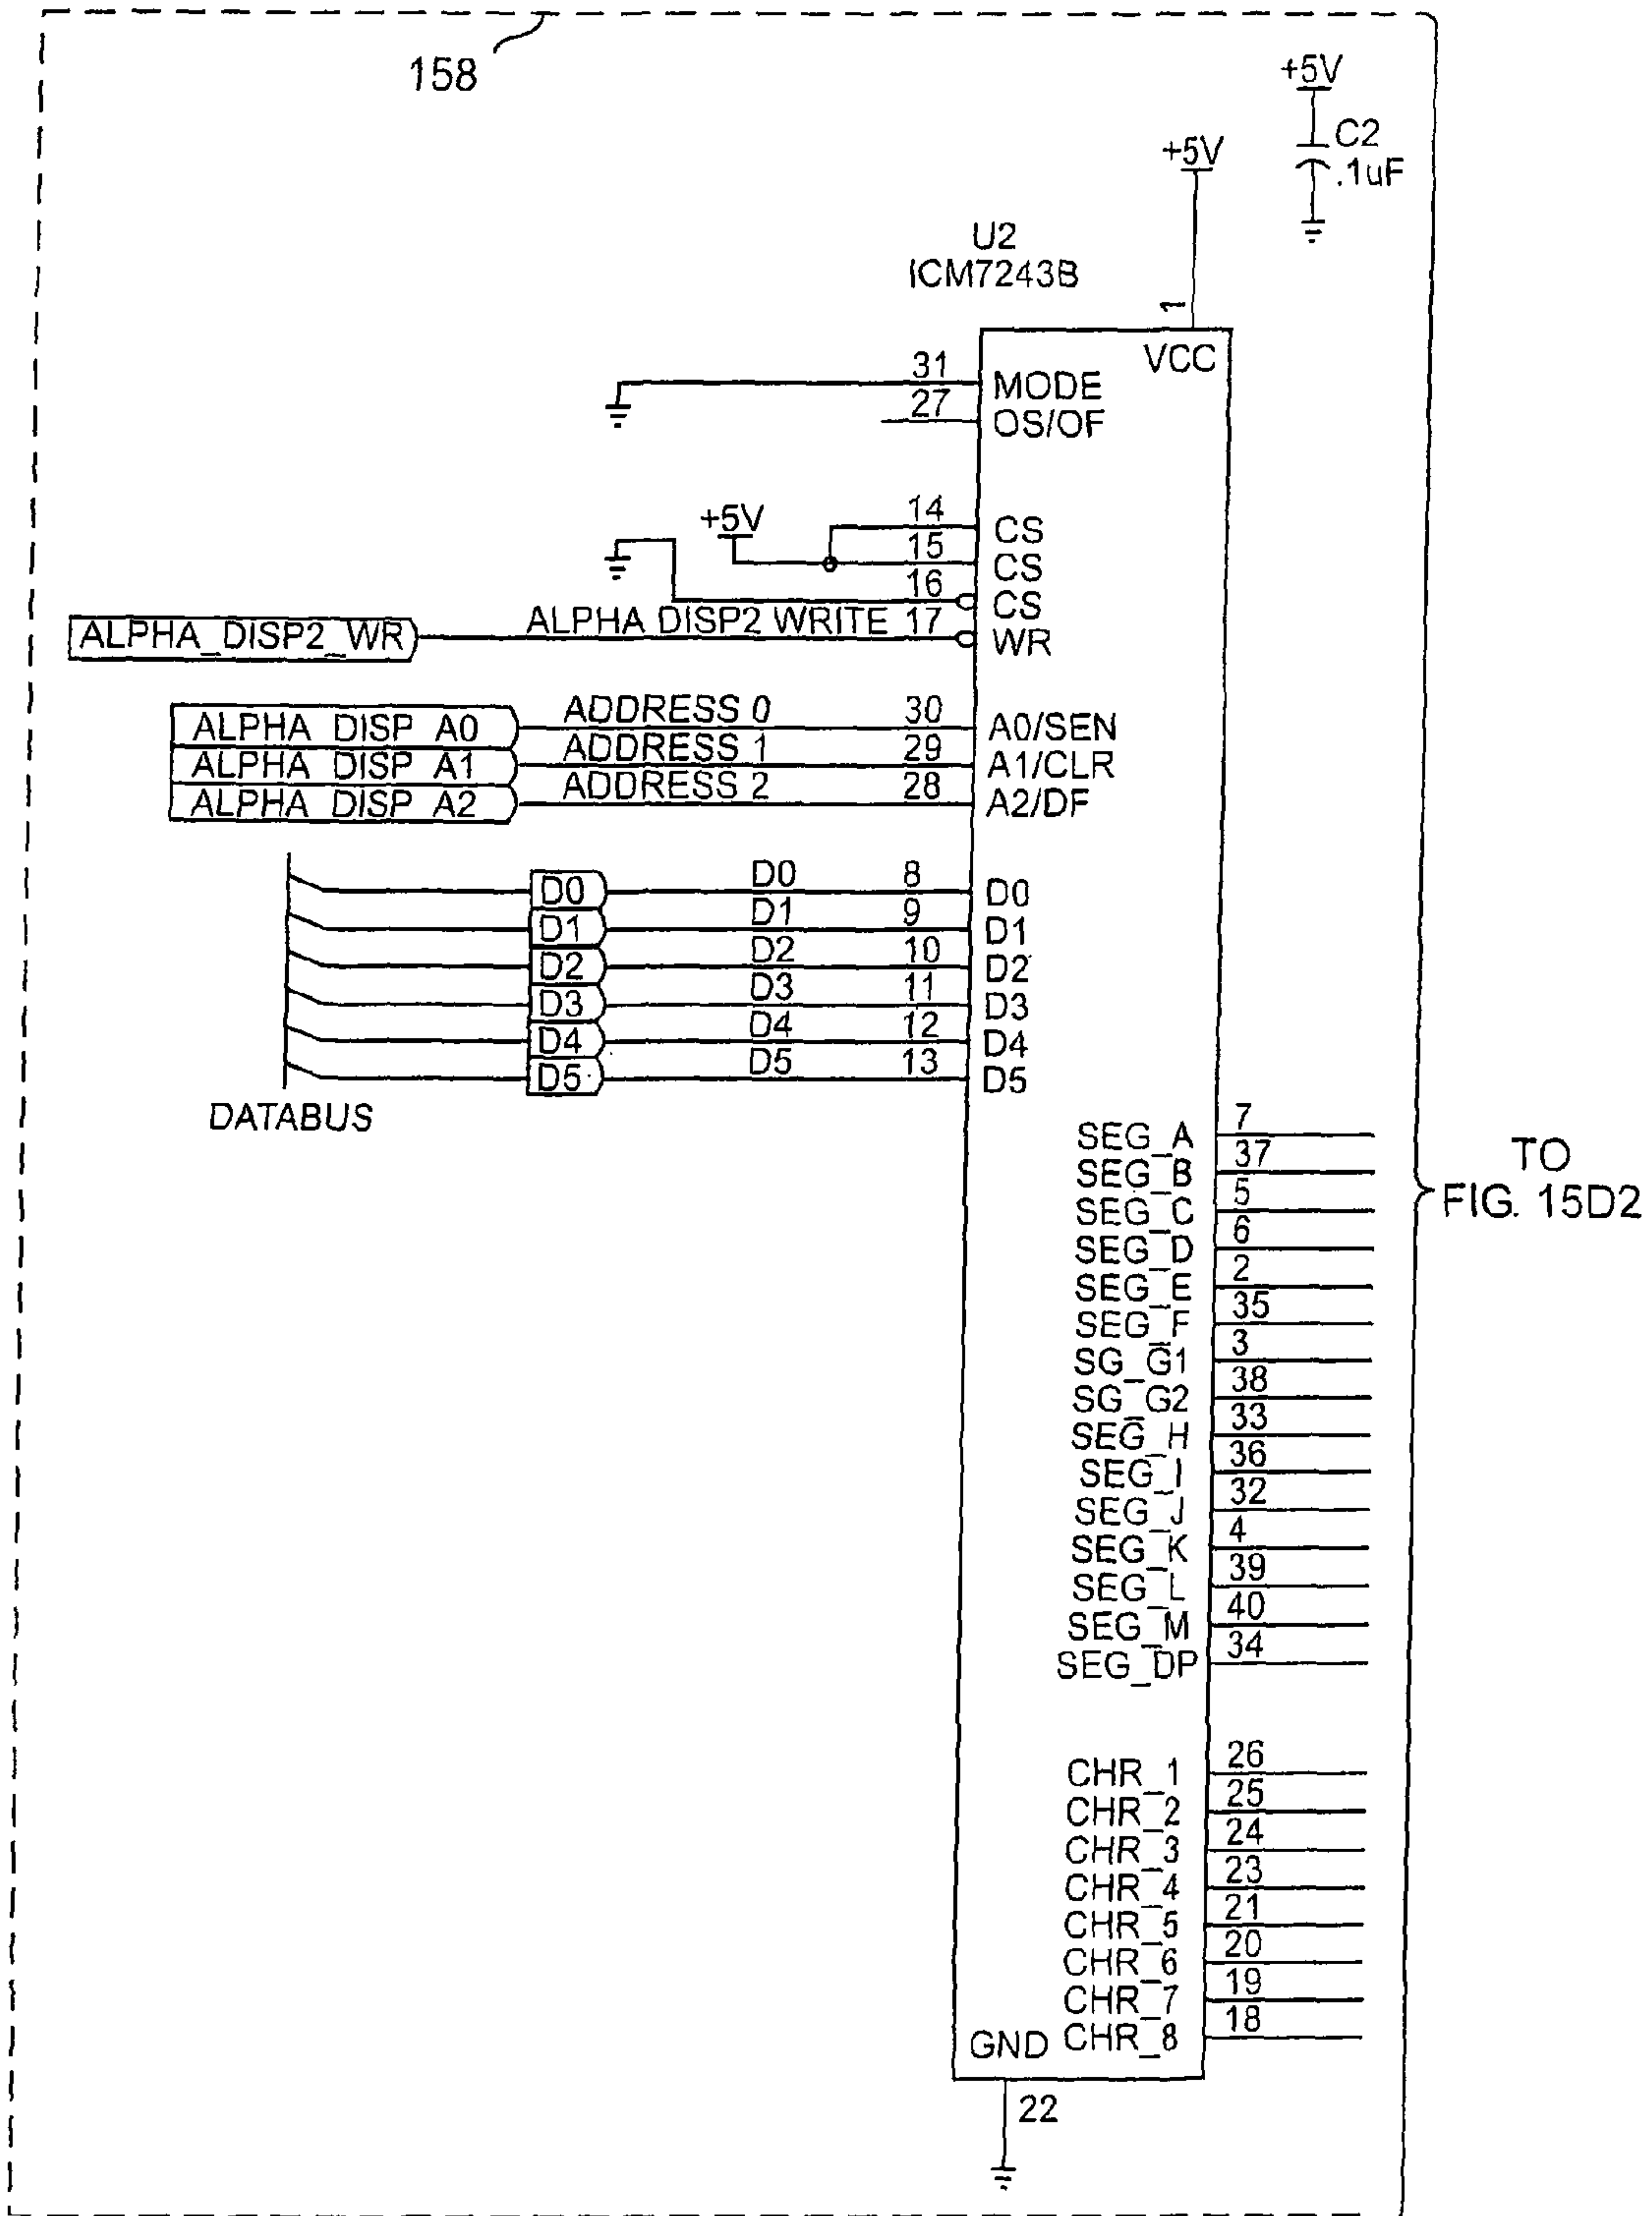 158
+5V
C2
.1uF
+5V
U2
ICM7243B
1
VCC
31
MODE
27
OS/OF
+5V
14
CS
15
CS
16
CS
ALPHA_DISP2_WR
ALPHA DISP2 WRITE
17
WR
ALPHA DISP A0
ADDRESS 0
30
A0/SEN
ALPHA DISP A1
ADDRESS 1
29
A1/CLR
ALPHA DISP A2
ADDRESS 2
28
A2/DF
D0
D0
8
D0
D1
D1
9
D1
D2
D2
10
D2
D3
D3
11
D3
D4
D4
12
D4
D5
D5
13
D5
DATABUS
SEG_A
7
SEG_B
37
SEG_C
5
SEG_D
6
SEG_E
2
SEG_F
35
SG_G1
3
SG_G2
38
SEG_H
33
SEG_I
36
SEG_J
32
SEG_K
4
SEG_L
39
SEG_M
40
SEG_DP
34
TO
FIG. 15D2
CHR_1
26
CHR_2
25
CHR_3
24
CHR_4
23
CHR_5
21
CHR_6
20
CHR_7
19
CHR_8
18
GND
22